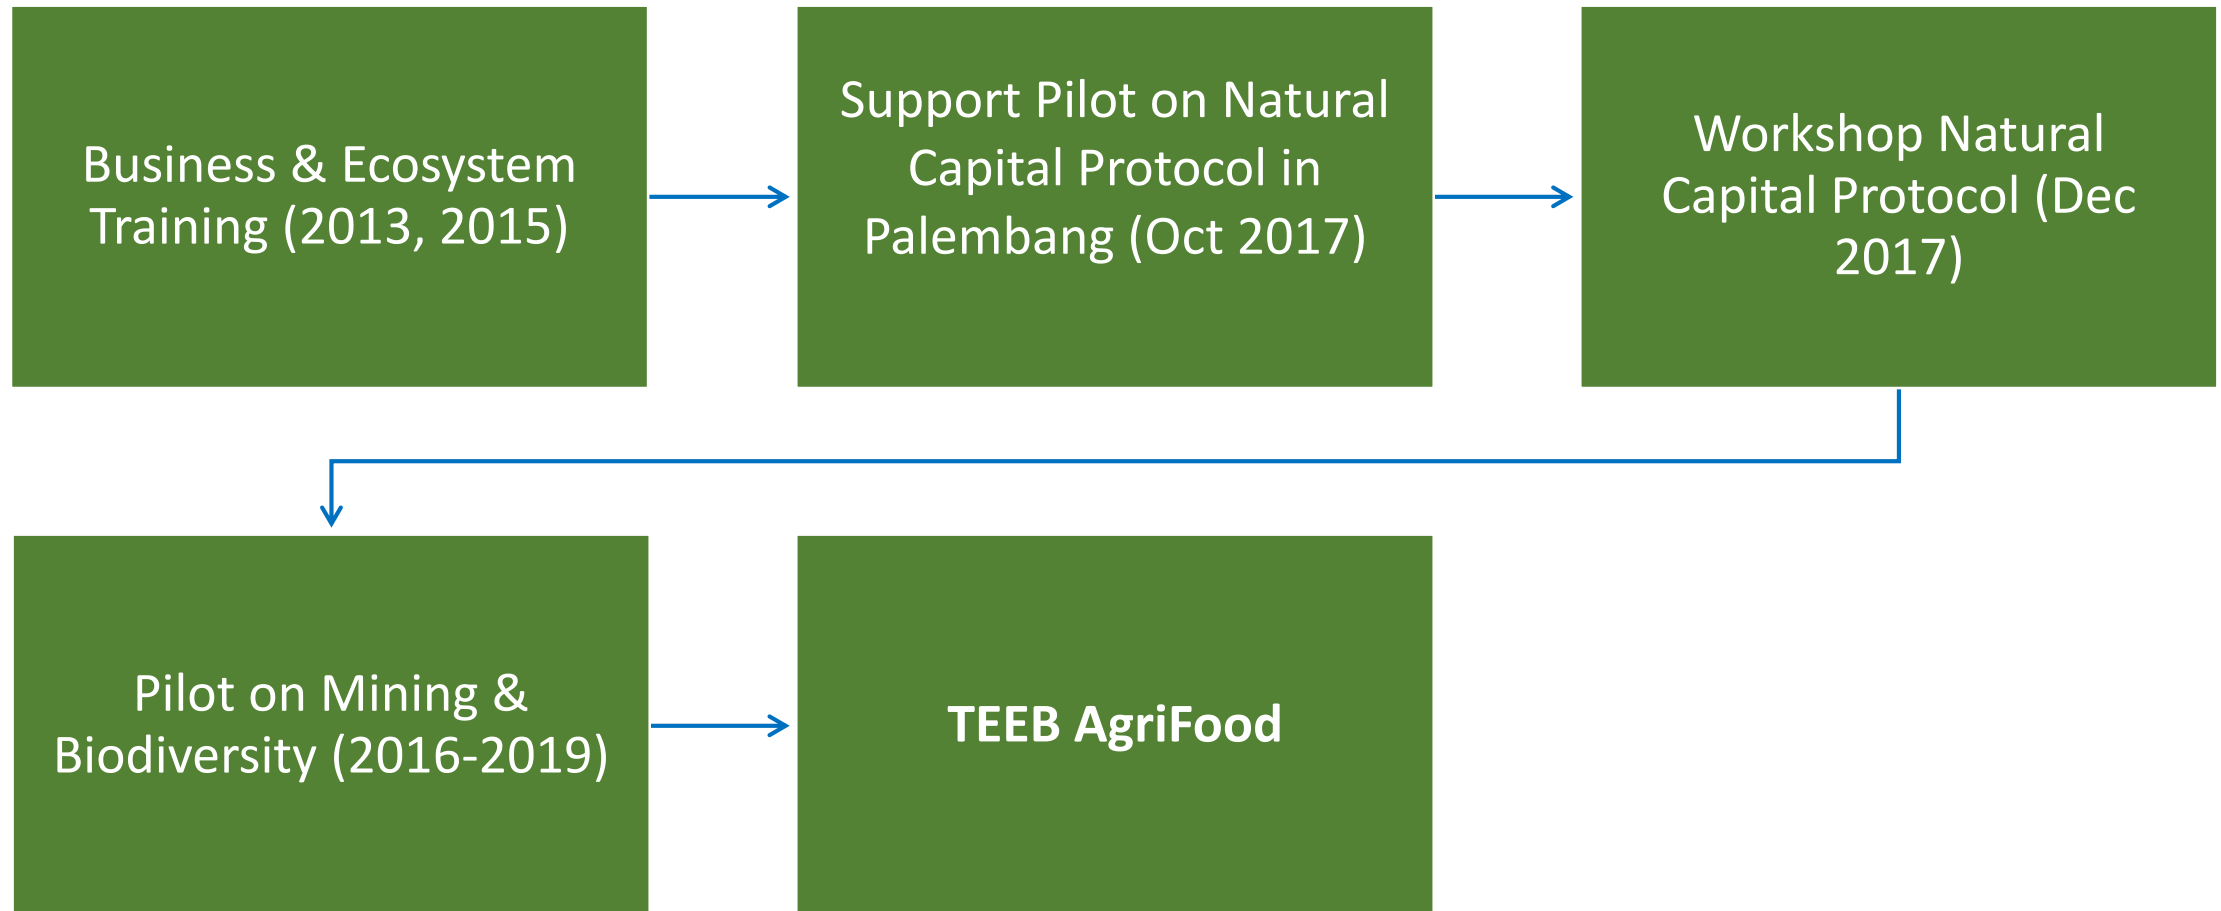 Business & Ecosystem
Training (2013, 2015)
Support Pilot on Natural
Capital Protocol in
Palembang (Oct 2017)
Workshop Natural
Capital Protocol (Dec
2017)
Pilot on Mining &
Biodiversity (2016-2019)
TEEB AgriFood